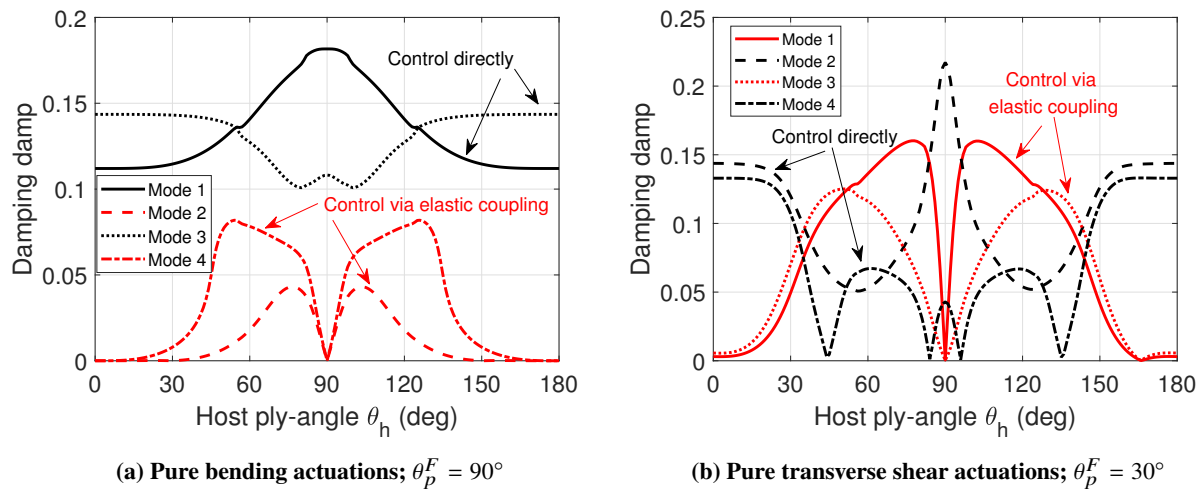 0.2
0.15
0.1
0.05
0
Damping damp
Control directly
Mode 1
Mode 2
Mode 3
Mode 4
Control via elastic coupling
0 30 60 90 120 150 180
Host ply-angle θ_h (deg)
(a) Pure bending actuations; θ_p^F = 90°
0.25
0.2
0.15
0.1
0.05
0
Damping damp
Mode 1
Mode 2
Mode 3
Mode 4
Control via
elastic coupling
Control directly
0 30 60 90 120 150 180
Host ply-angle θ_h (deg)
(b) Pure transverse shear actuations; θ_p^F = 30°